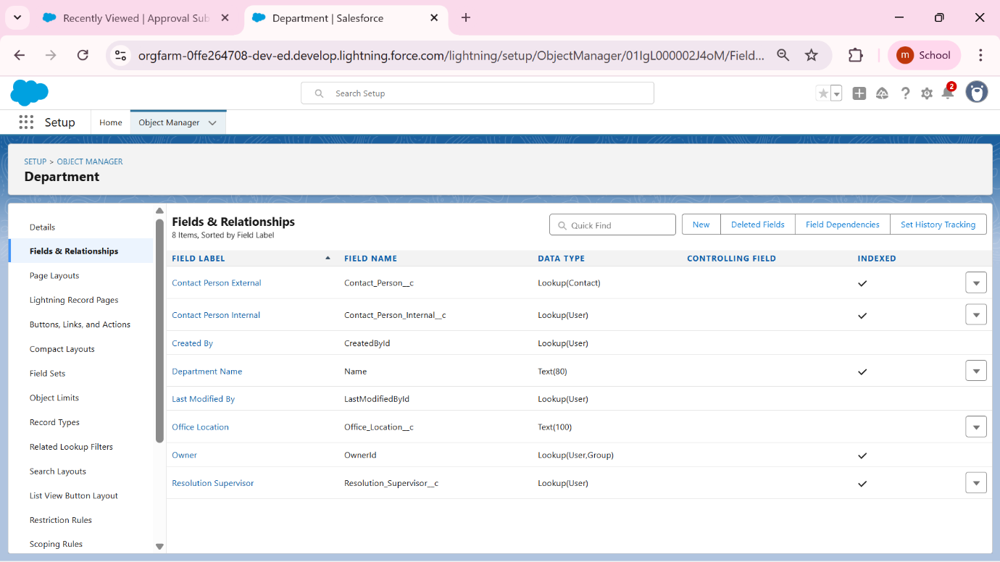 Recently Viewed | Approval Sub
Department | Salesforce
orgfarm-0ffe264708-dev-ed.develop.lightning.force.com/lightning/setup/ObjectManager/01IgL000002J4oM/Field...
m School
Search Setup
2
Setup Home Object Manager
SETUP > OBJECT MANAGER
Department
Details
Fields & Relationships
Page Layouts
Lightning Record Pages
Buttons, Links, and Actions
Compact Layouts
Field Sets
Object Limits
Record Types
Related Lookup Filters
Search Layouts
List View Button Layout
Restriction Rules
Scoping Rules
Fields & Relationships
8 Items, Sorted by Field Label
Quick Find
New Deleted Fields Field Dependencies Set History Tracking
FIELD LABEL FIELD NAME DATA TYPE CONTROLLING FIELD INDEXED
Contact Person External Contact_Person__c Lookup(Contact)
Contact Person Internal Contact_Person_Internal__c Lookup(User)
Created By CreatedById Lookup(User)
Department Name Name Text(80)
Last Modified By LastModifiedById Lookup(User)
Office Location Office_Location__c Text(100)
Owner OwnerId Lookup(User,Group)
Resolution Supervisor Resolution_Supervisor__c Lookup(User)